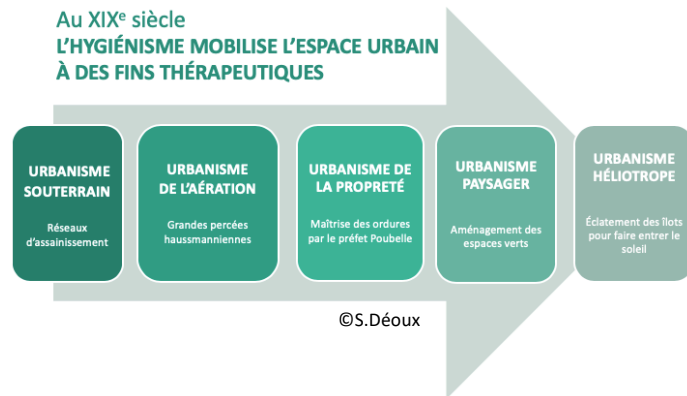 Au XIXᵉ siècle
L'HYGIÉNISME MOBILISE L'ESPACE URBAIN
À DES FINS THÉRAPEUTIQUES
URBANISME
SOUTERRAIN
Réseaux
d'assainissement
URBANISME
DE L'AÉRATION
Grandes percées
haussmanniennes
URBANISME DE
LA PROPRETÉ
Maîtrise des ordures
par le préfet Poubelle
URBANISME
PAYSAGER
Aménagement des
espaces verts
URBANISME
HÉLIOTROPE
Éclatement des îlots
pour faire entrer le
soleil
©S.Déoux